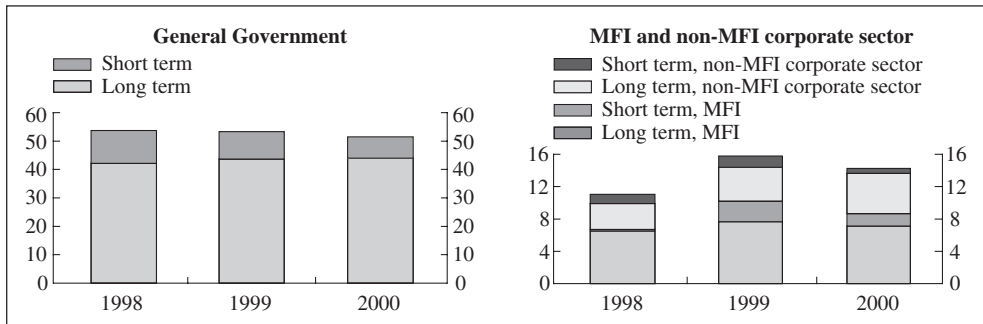 General Government
Short term
Long term
60
50
40
30
20
10
0
60
50
40
30
20
10
0
1998 1999 2000
MFI and non-MFI corporate sector
Short term, non-MFI corporate sector
Long term, non-MFI corporate sector
Short term, MFI
Long term, MFI
16
12
8
4
0
16
12
8
4
0
1998 1999 2000